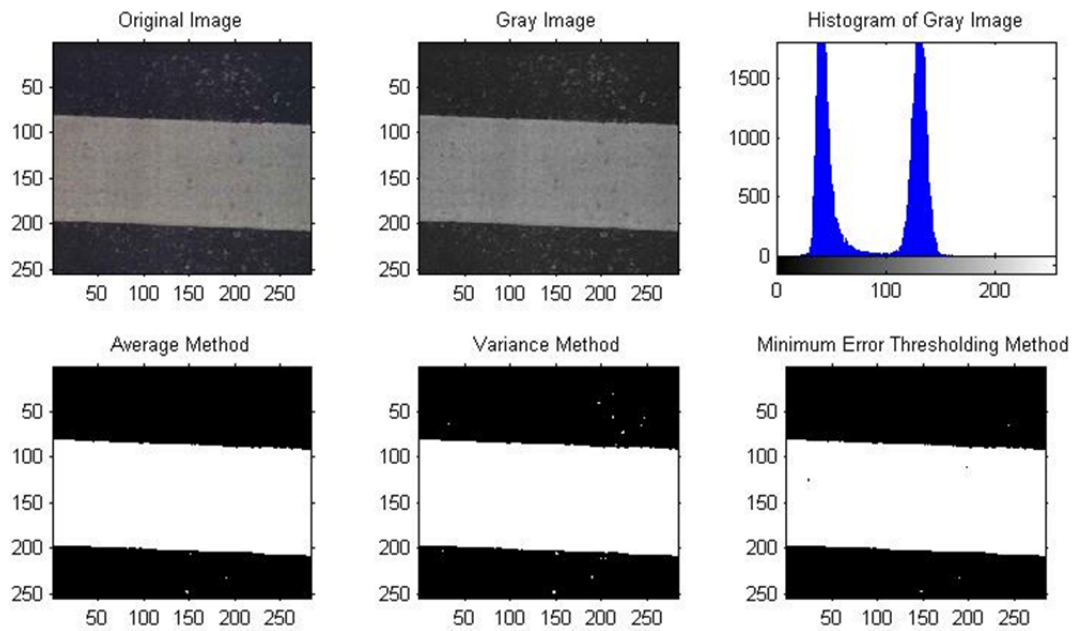 Original Image
Gray Image
Histogram of Gray Image
50
100
150
200
250
50 100 150 200 250
50
100
150
200
250
50 100 150 200 250
1500
1000
500
0
0 100 200
Average Method
Variance Method
Minimum Error Thresholding Method
50
100
150
200
250
50 100 150 200 250
50
100
150
200
250
50 100 150 200 250
50
100
150
200
250
50 100 150 200 250